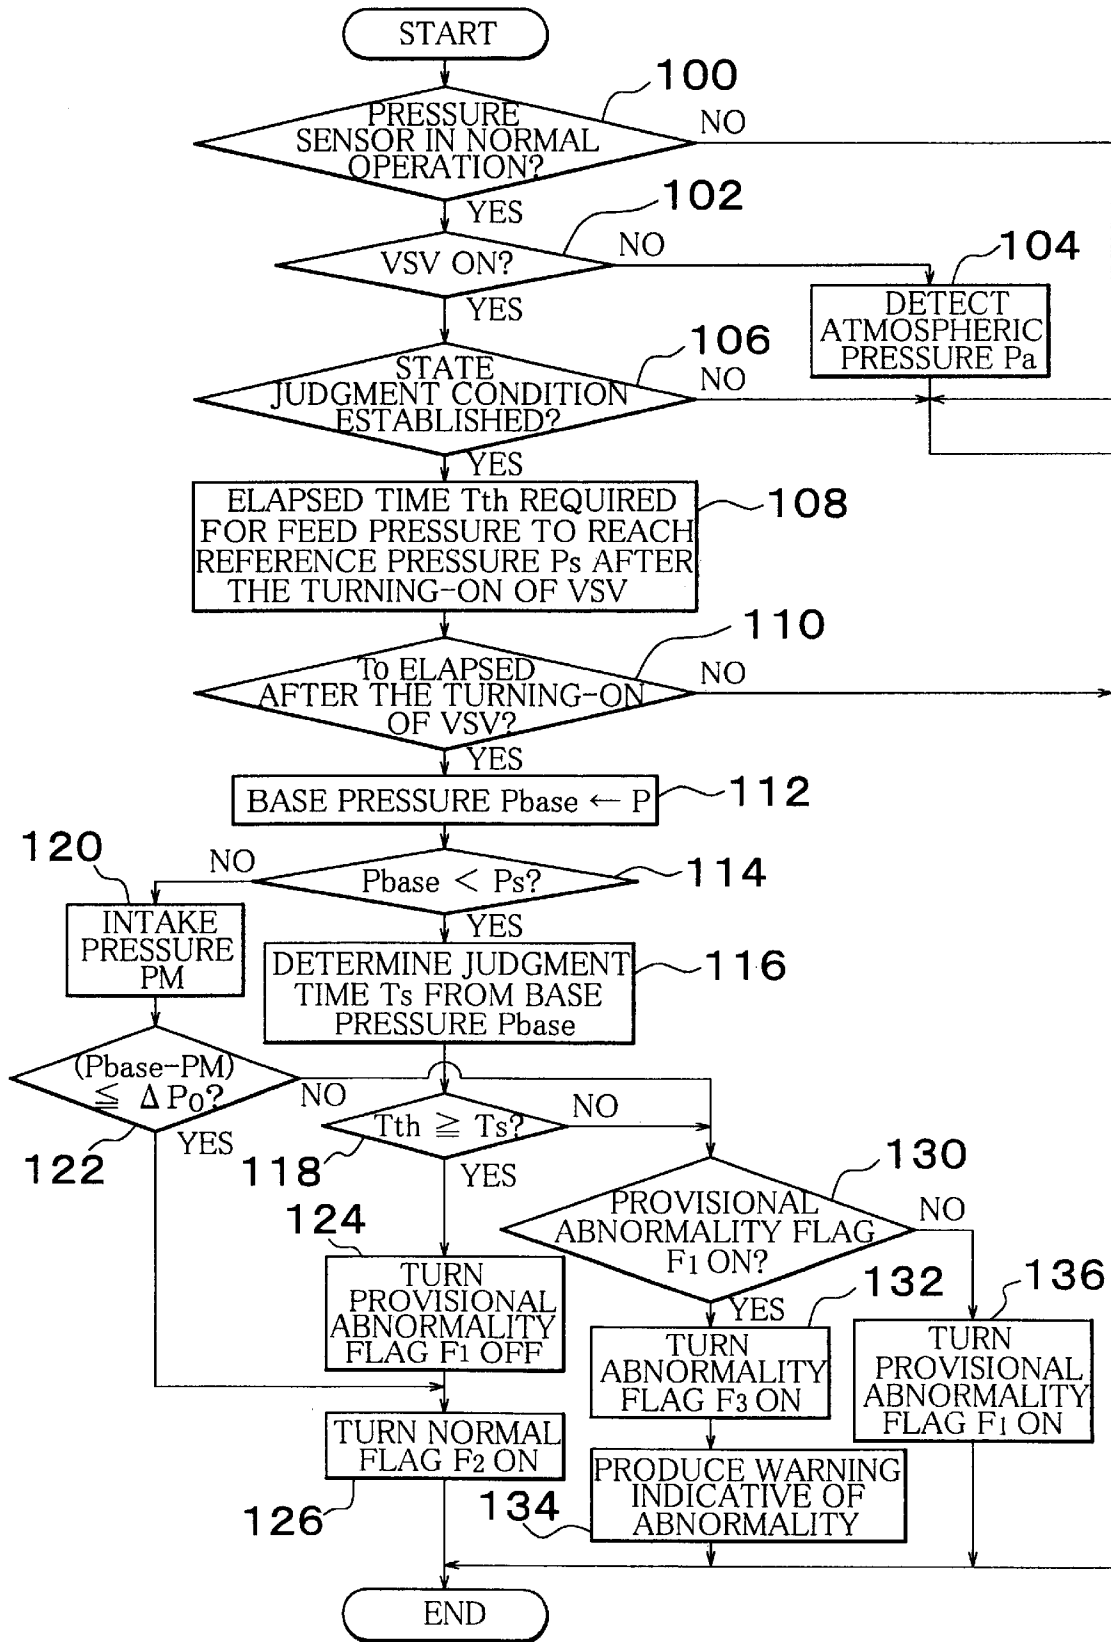 START
100
PRESSURE
SENSOR IN NORMAL
OPERATION?
NO
YES
102
VSV ON?
NO
YES
104
DETECT
ATMOSPHERIC
PRESSURE Pa
106
STATE
JUDGMENT CONDITION
ESTABLISHED?
NO
YES
108
ELAPSED TIME Tth REQUIRED
FOR FEED PRESSURE TO REACH
REFERENCE PRESSURE Ps AFTER
THE TURNING-ON OF VSV
110
To ELAPSED
AFTER THE TURNING-ON
OF VSV?
NO
YES
BASE PRESSURE Pbase ← P
112
120
NO
Pbase < Ps?
114
YES
INTAKE
PRESSURE
PM
DETERMINE JUDGMENT
TIME Ts FROM BASE
PRESSURE Pbase
116
(Pbase-PM)
≦ ΔP0?
NO
YES
122
Tth ≧ Ts?
NO
118
YES
130
PROVISIONAL
ABNORMALITY FLAG
F1 ON?
NO
YES
124
TURN
PROVISIONAL
ABNORMALITY
FLAG F1 OFF
132
TURN
ABNORMALITY
FLAG F3 ON
136
TURN
PROVISIONAL
ABNORMALITY
FLAG F1 ON
TURN NORMAL
FLAG F2 ON
126
PRODUCE WARNING
INDICATIVE OF
ABNORMALITY
134
END